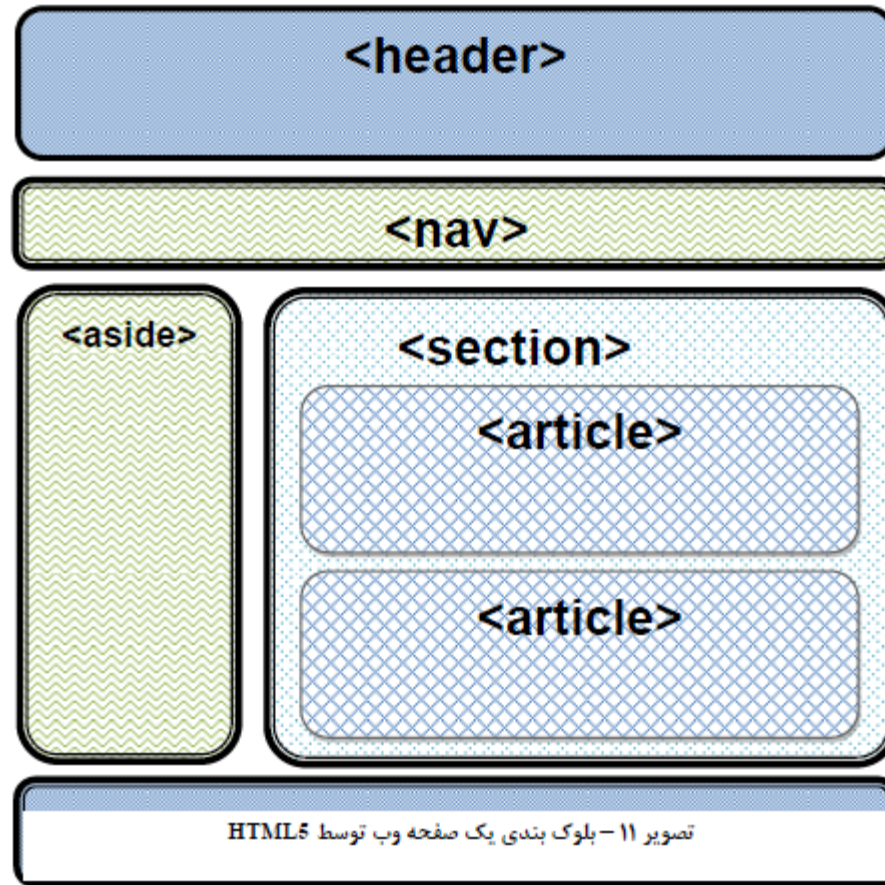 <header>
<nav>
<aside>
<section>
<article>
<article>
تصویر ۱۱ – بلوک بندی یک صفحه وب توسط HTML5